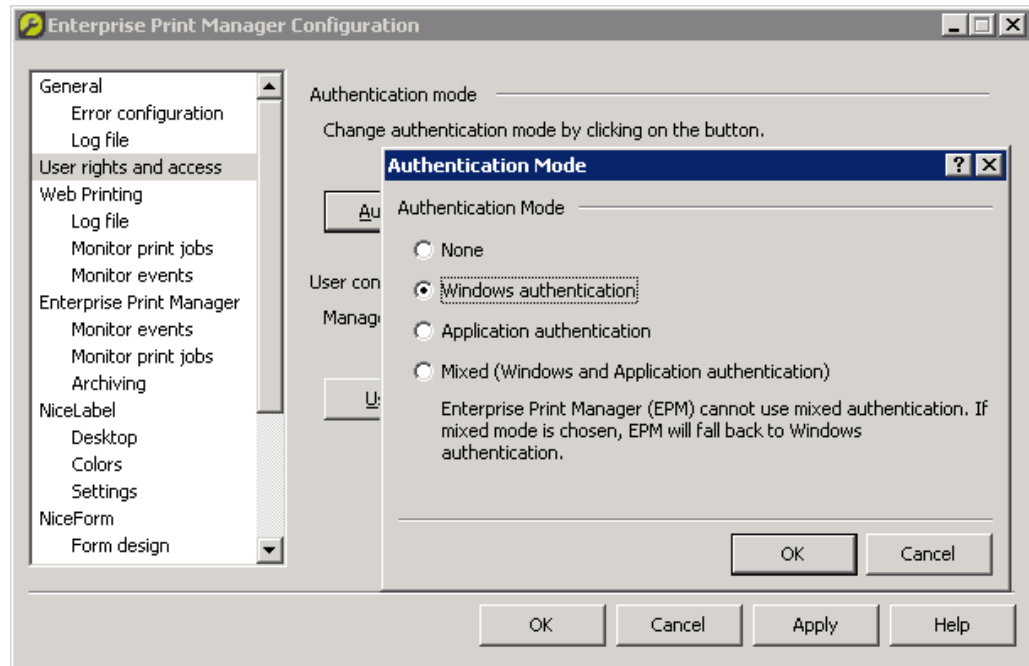 Enterprise Print Manager Configuration
General
Error configuration
Log file
User rights and access
Web Printing
Log file
Monitor print jobs
Monitor events
Enterprise Print Manager
Monitor events
Monitor print jobs
Archiving
NiceLabel
Desktop
Colors
Settings
NiceForm
Form design
Authentication mode
Change authentication mode by clicking on the button.
Authentication Mode
Authentication Mode
None
Windows authentication
Application authentication
Mixed (Windows and Application authentication)
Enterprise Print Manager (EPM) cannot use mixed authentication. If
mixed mode is chosen, EPM will fall back to Windows
authentication.
OK Cancel
OK Cancel Apply Help